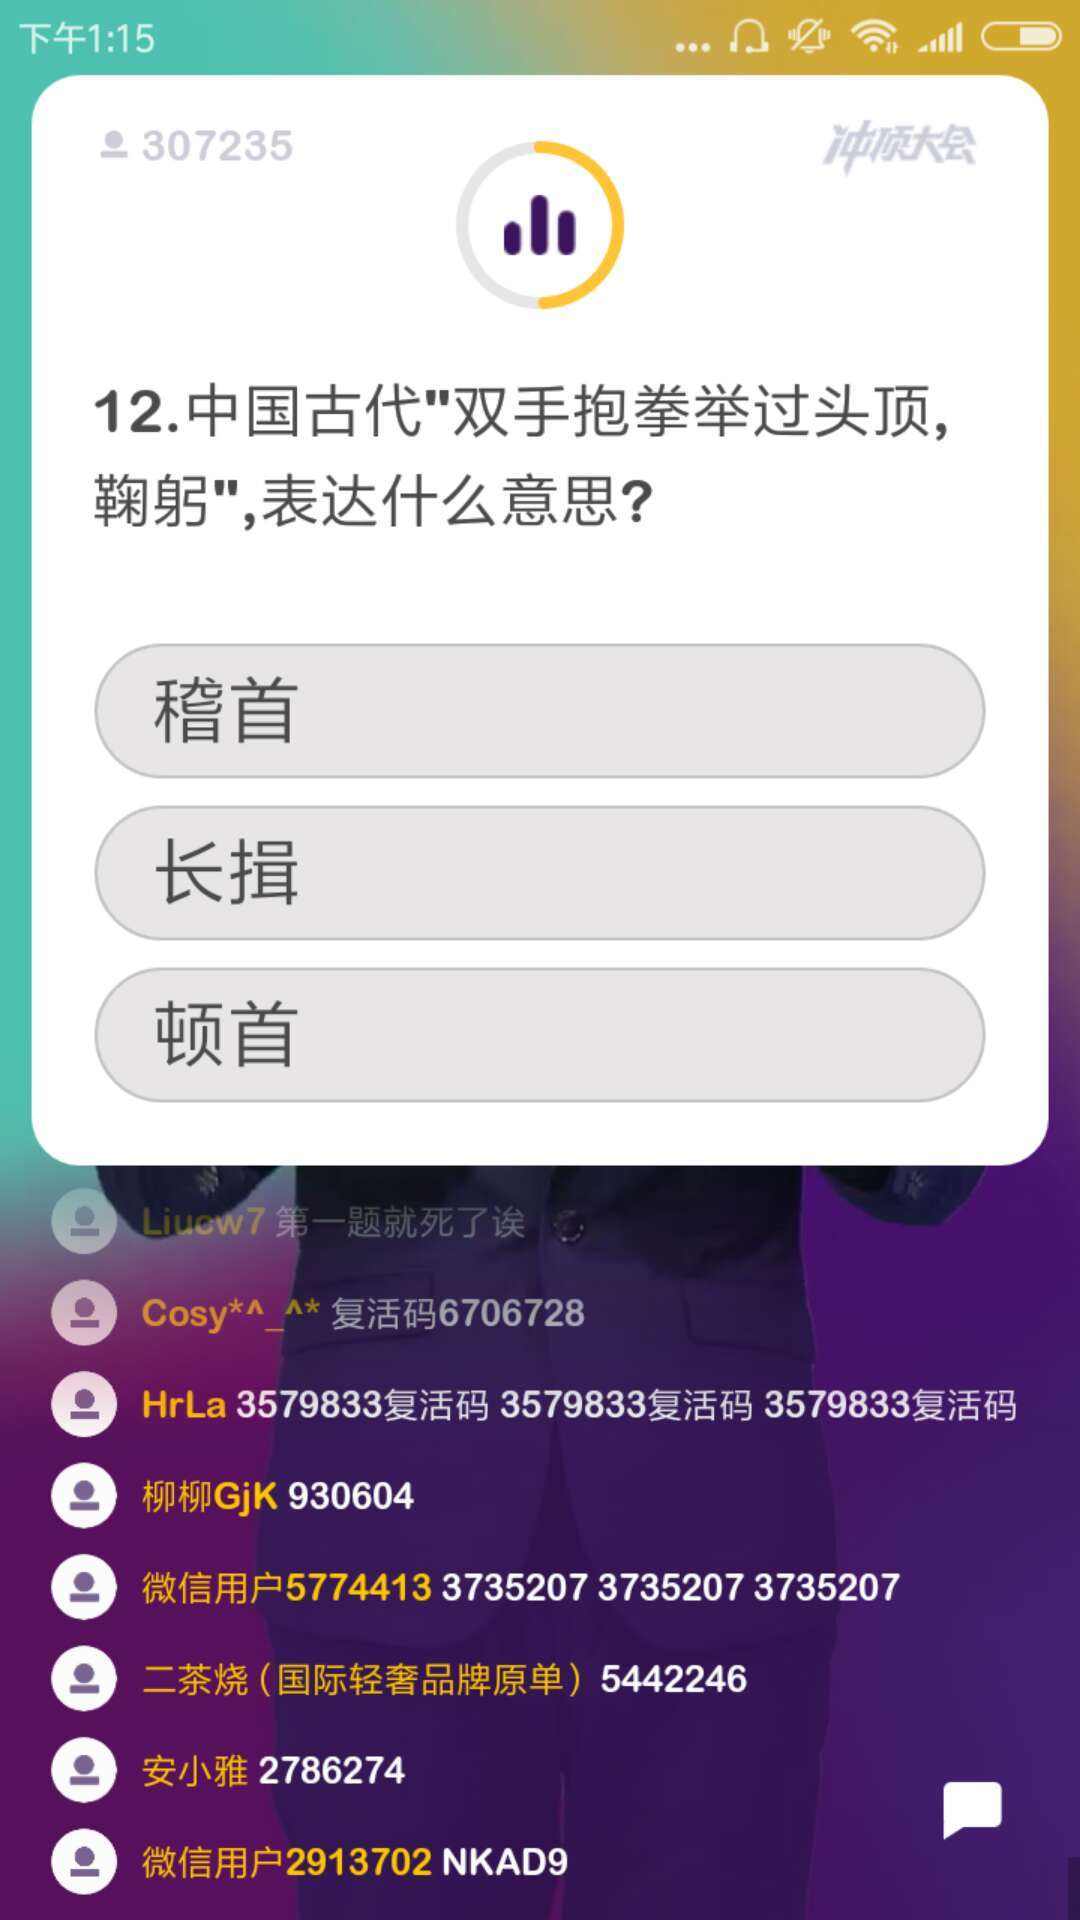 下午1:15
307235
冲顶大会
12.中国古代"双手抱拳举过头顶,
鞠躬",表达什么意思?
稽首
长揖
顿首
Liucw7 第一题就死了诶
Cosy*^_^* 复活码6706728
HrLa 3579833复活码 3579833复活码 3579833复活码
柳柳GjK 930604
微信用户5774413 3735207 3735207 3735207
二茶烧（国际轻奢品牌原单）5442246
安小雅 2786274
微信用户2913702 NKAD9